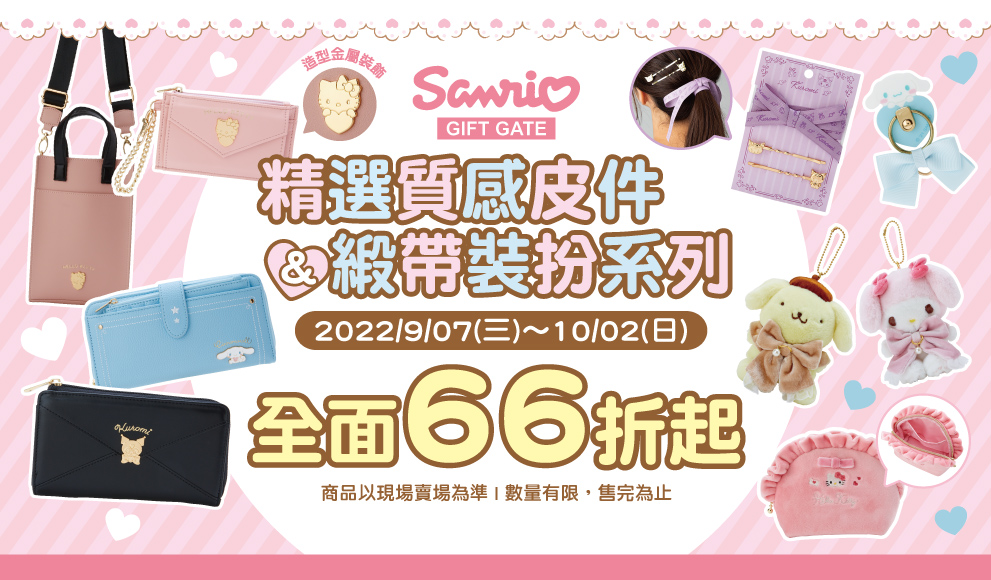 造型金屬裝飾
Sanrio
GIFT GATE
精選質感皮件
&緞帶裝扮系列
2022/9/07(三)～10/02(日)
全面66折起
商品以現場賣場為準 I 數量有限，售完為止
Kuromi
Kuromi